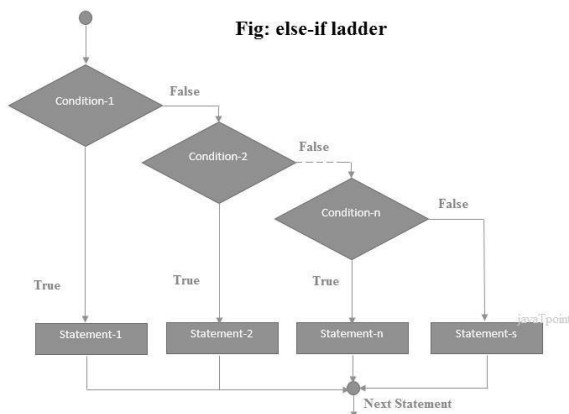 Fig: else-if ladder
Condition-1
False
Condition-2
False
Condition-n
False
True
True
True
Statement-1
Statement-2
Statement-n
Statement-s
javaTpoint
Next Statement